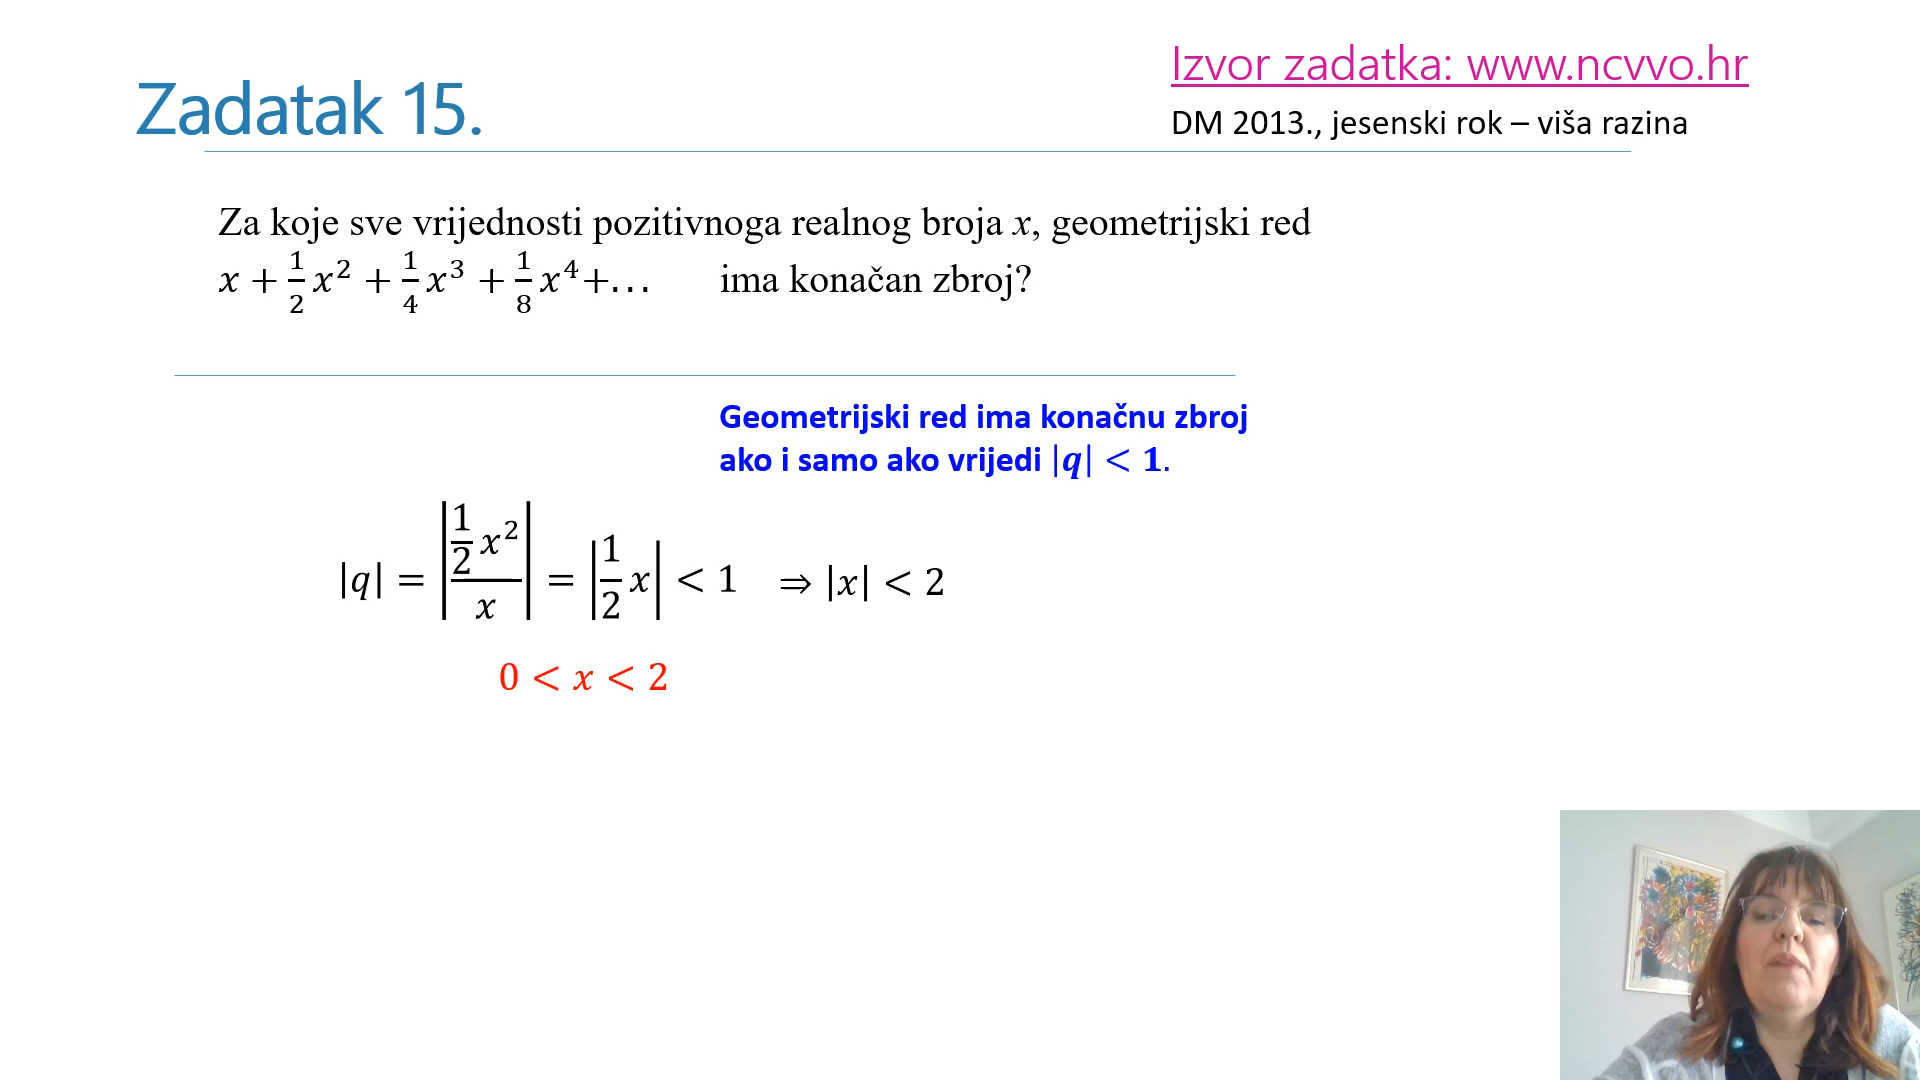 Izvor zadatka: www.ncvvo.hr
Zadatak 15.
DM 2013., jesenski rok – viša razina
Za koje sve vrijednosti pozitivnoga realnog broja x, geometrijski red
x + 1/2 x² + 1/4 x³ + 1/8 x⁴+… ima konačan zbroj?
Geometrijski red ima konačnu zbroj
ako i samo ako vrijedi |q| < 1.
|q| = |(1/2 x²)/x| = |1/2 x| < 1 ⇒ |x| < 2
0 < x < 2